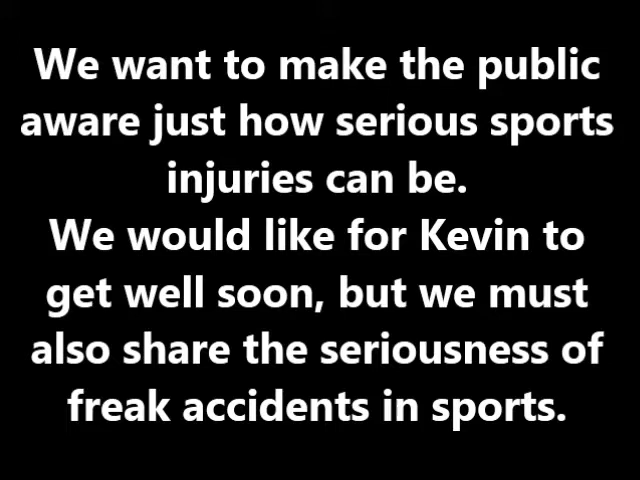 We want to make the public
aware just how serious sports
injuries can be.
We would like for Kevin to
get well soon, but we must
also share the seriousness of
freak accidents in sports.